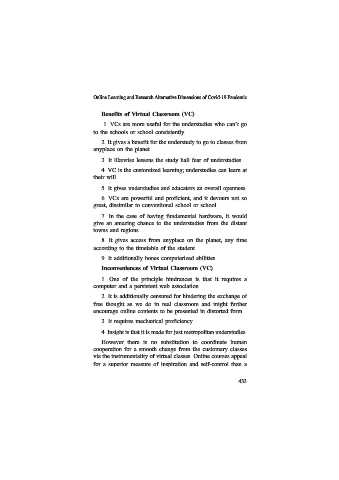 Online Learning and Research Alternative Dimensions of Covid-19 Pandemic
Benefits of Virtual Classroom (VC)
1 VCs are more useful for the understudies who can't go
to the schools or school consistently
2 It gives a benefit for the understudy to go to classes from
anyplace on the planet
3 It likewise lessens the study hall fear of understudies
4 VC is the customized learning; understudies can learn at
their will
5 It gives understudies and educators an overall openness
6 VCs are powerful and proficient, and it devours not so
great, dissimilar to conventional school or school
7 In the case of having fundamental hardware, it would
give an amazing chance to the understudies from the distant
towns and regions
8 It gives access from anyplace on the planet, any time
according to the timetable of the student
9 It additionally hones computerized abilities
Inconveniences of Virtual Classroom (VC)
1 One of the principle hindrances is that it requires a
computer and a persistent web association
2 It is additionally censured for hindering the exchange of
free thought as we do in real classroom and might further
encourage online contents to be presented in distorted from
3 It requires mechanical proficiency
4 Insight is that it is made for just metropolitan understudies
However there is no substitution to coordinate human
cooperation for a smooth change from the customary classes
via the instrumentality of virtual classes Online courses appeal
for a superior measure of inspiration and self-control than a
433